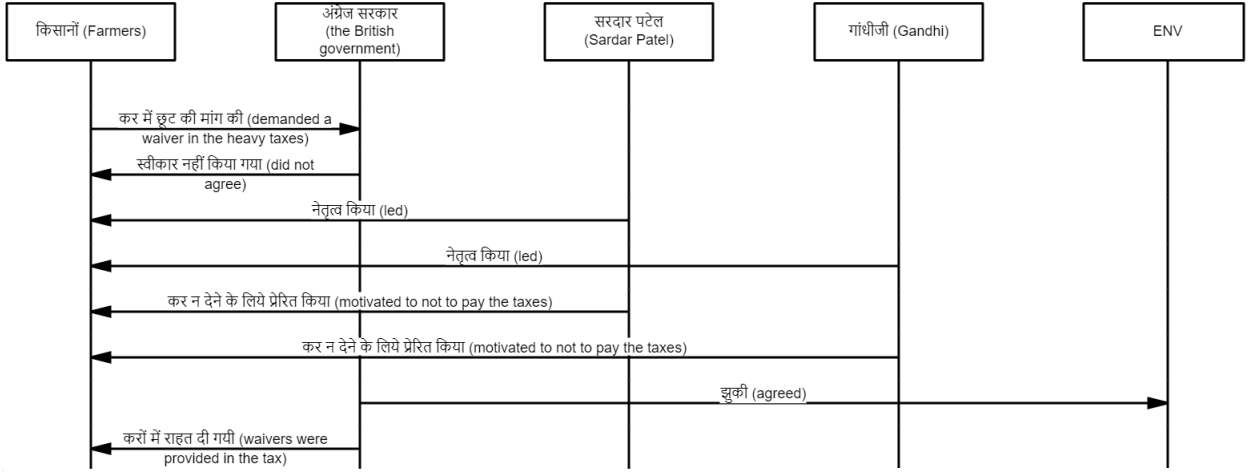 किसानों (Farmers)
अंग्रेज सरकार
(the British
government)
सरदार पटेल
(Sardar Patel)
गांधीजी (Gandhi)
ENV
कर में छूट की मांग की (demanded a
waiver in the heavy taxes)
स्वीकार नहीं किया गया (did not
agree)
नेतृत्व किया (led)
नेतृत्व किया (led)
कर न देने के लिये प्रेरित किया (motivated to not to pay the taxes)
कर न देने के लिये प्रेरित किया (motivated to not to pay the taxes)
झुकी (agreed)
करों में राहत दी गयी (waivers were
provided in the tax)